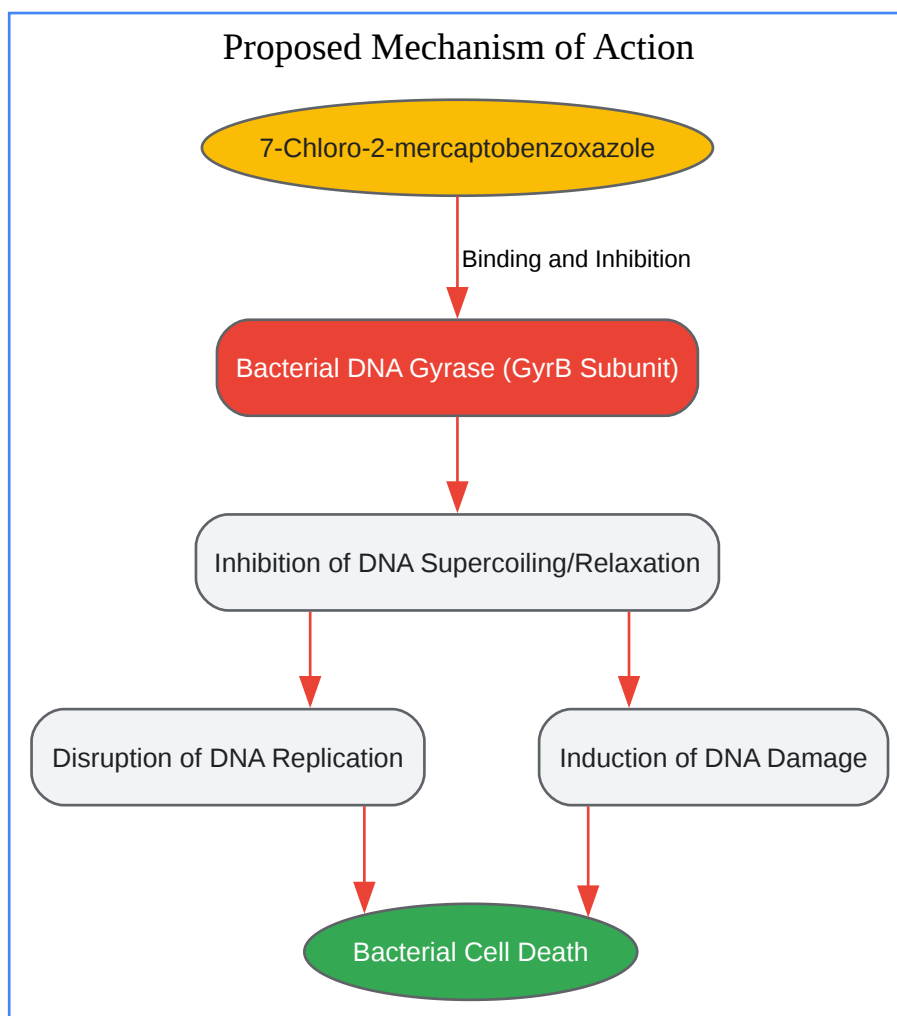 Proposed Mechanism of Action
7-Chloro-2-mercaptobenzoxazole
Binding and Inhibition
Bacterial DNA Gyrase (GyrB Subunit)
Inhibition of DNA Supercoiling/Relaxation
Disruption of DNA Replication
Induction of DNA Damage
Bacterial Cell Death